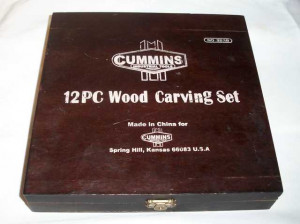 CUMMINS
INDUSTRIAL TOOLS
12PC Wood Carving Set
Made in China for
CUMMINS
Spring Hill, Kansas 66083 U.S.A